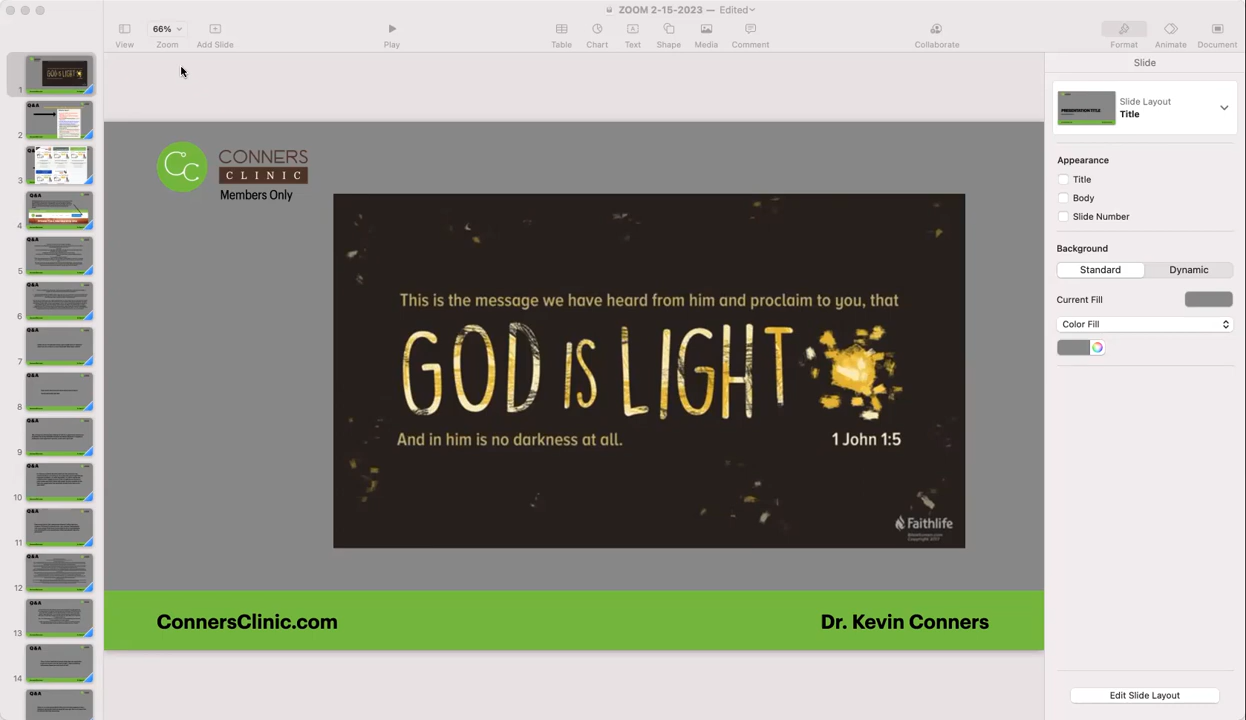 ZOOM 2-15-2023 — Edited
66%
View
Zoom
Add Slide
Play
Table
Chart
Text
Shape
Media
Comment
Collaborate
Format
Animate
Document
1
Q&A
2
3
Q&A
4
Q&A
5
Q&A
6
Q&A
7
Q&A
8
Q&A
9
Q&A
10
Q&A
11
Q&A
12
Q&A
13
Q&A
14
Q&A
CC
CONNERS
CLINIC
Members Only
This is the message we have heard from him and proclaim to you, that
GOD IS LIGHT
And in him is no darkness at all.
1 John 1:5
Faithlife
ConnersClinic.com
Dr. Kevin Conners
Slide
PRESENTATION TITLE
Slide Layout
Title
Appearance
Title
Body
Slide Number
Background
Standard
Dynamic
Current Fill
Color Fill
Edit Slide Layout